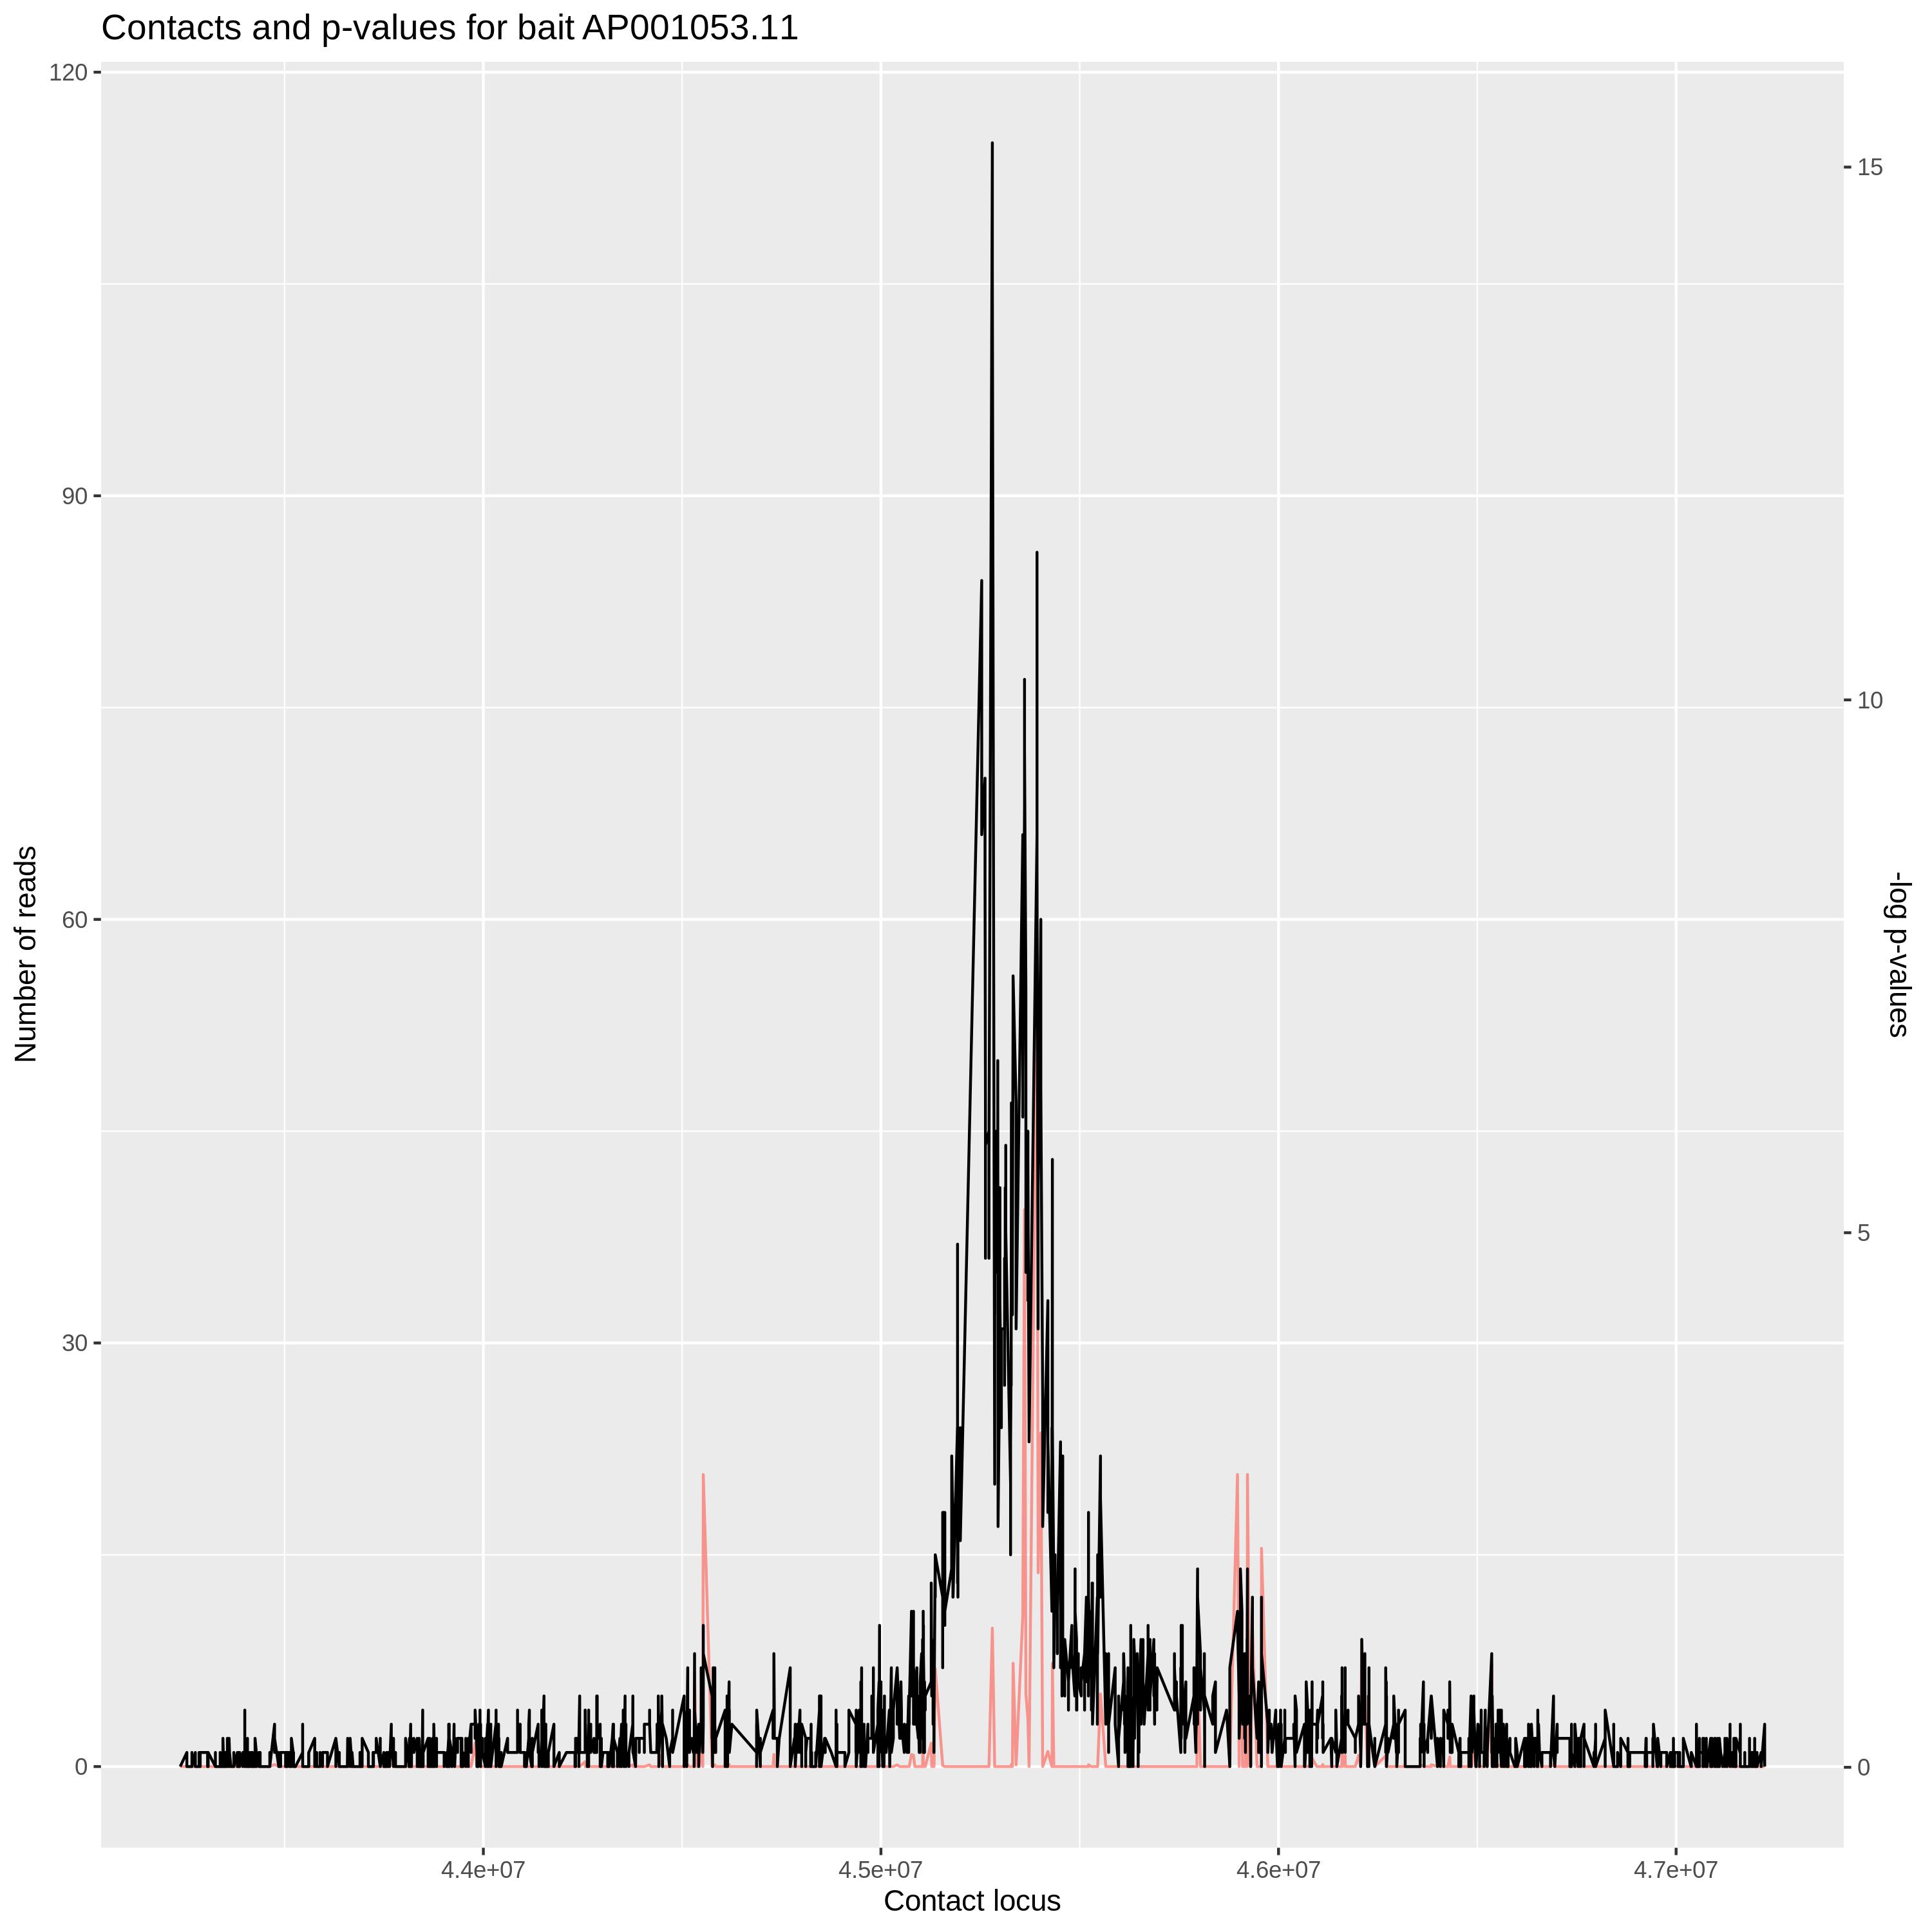 Contacts and p-values for bait AP001053.11
120
90
60
30
0
15
10
5
0
Number of reads
-log p-values
4.4e+07 4.5e+07 4.6e+07 4.7e+07
Contact locus